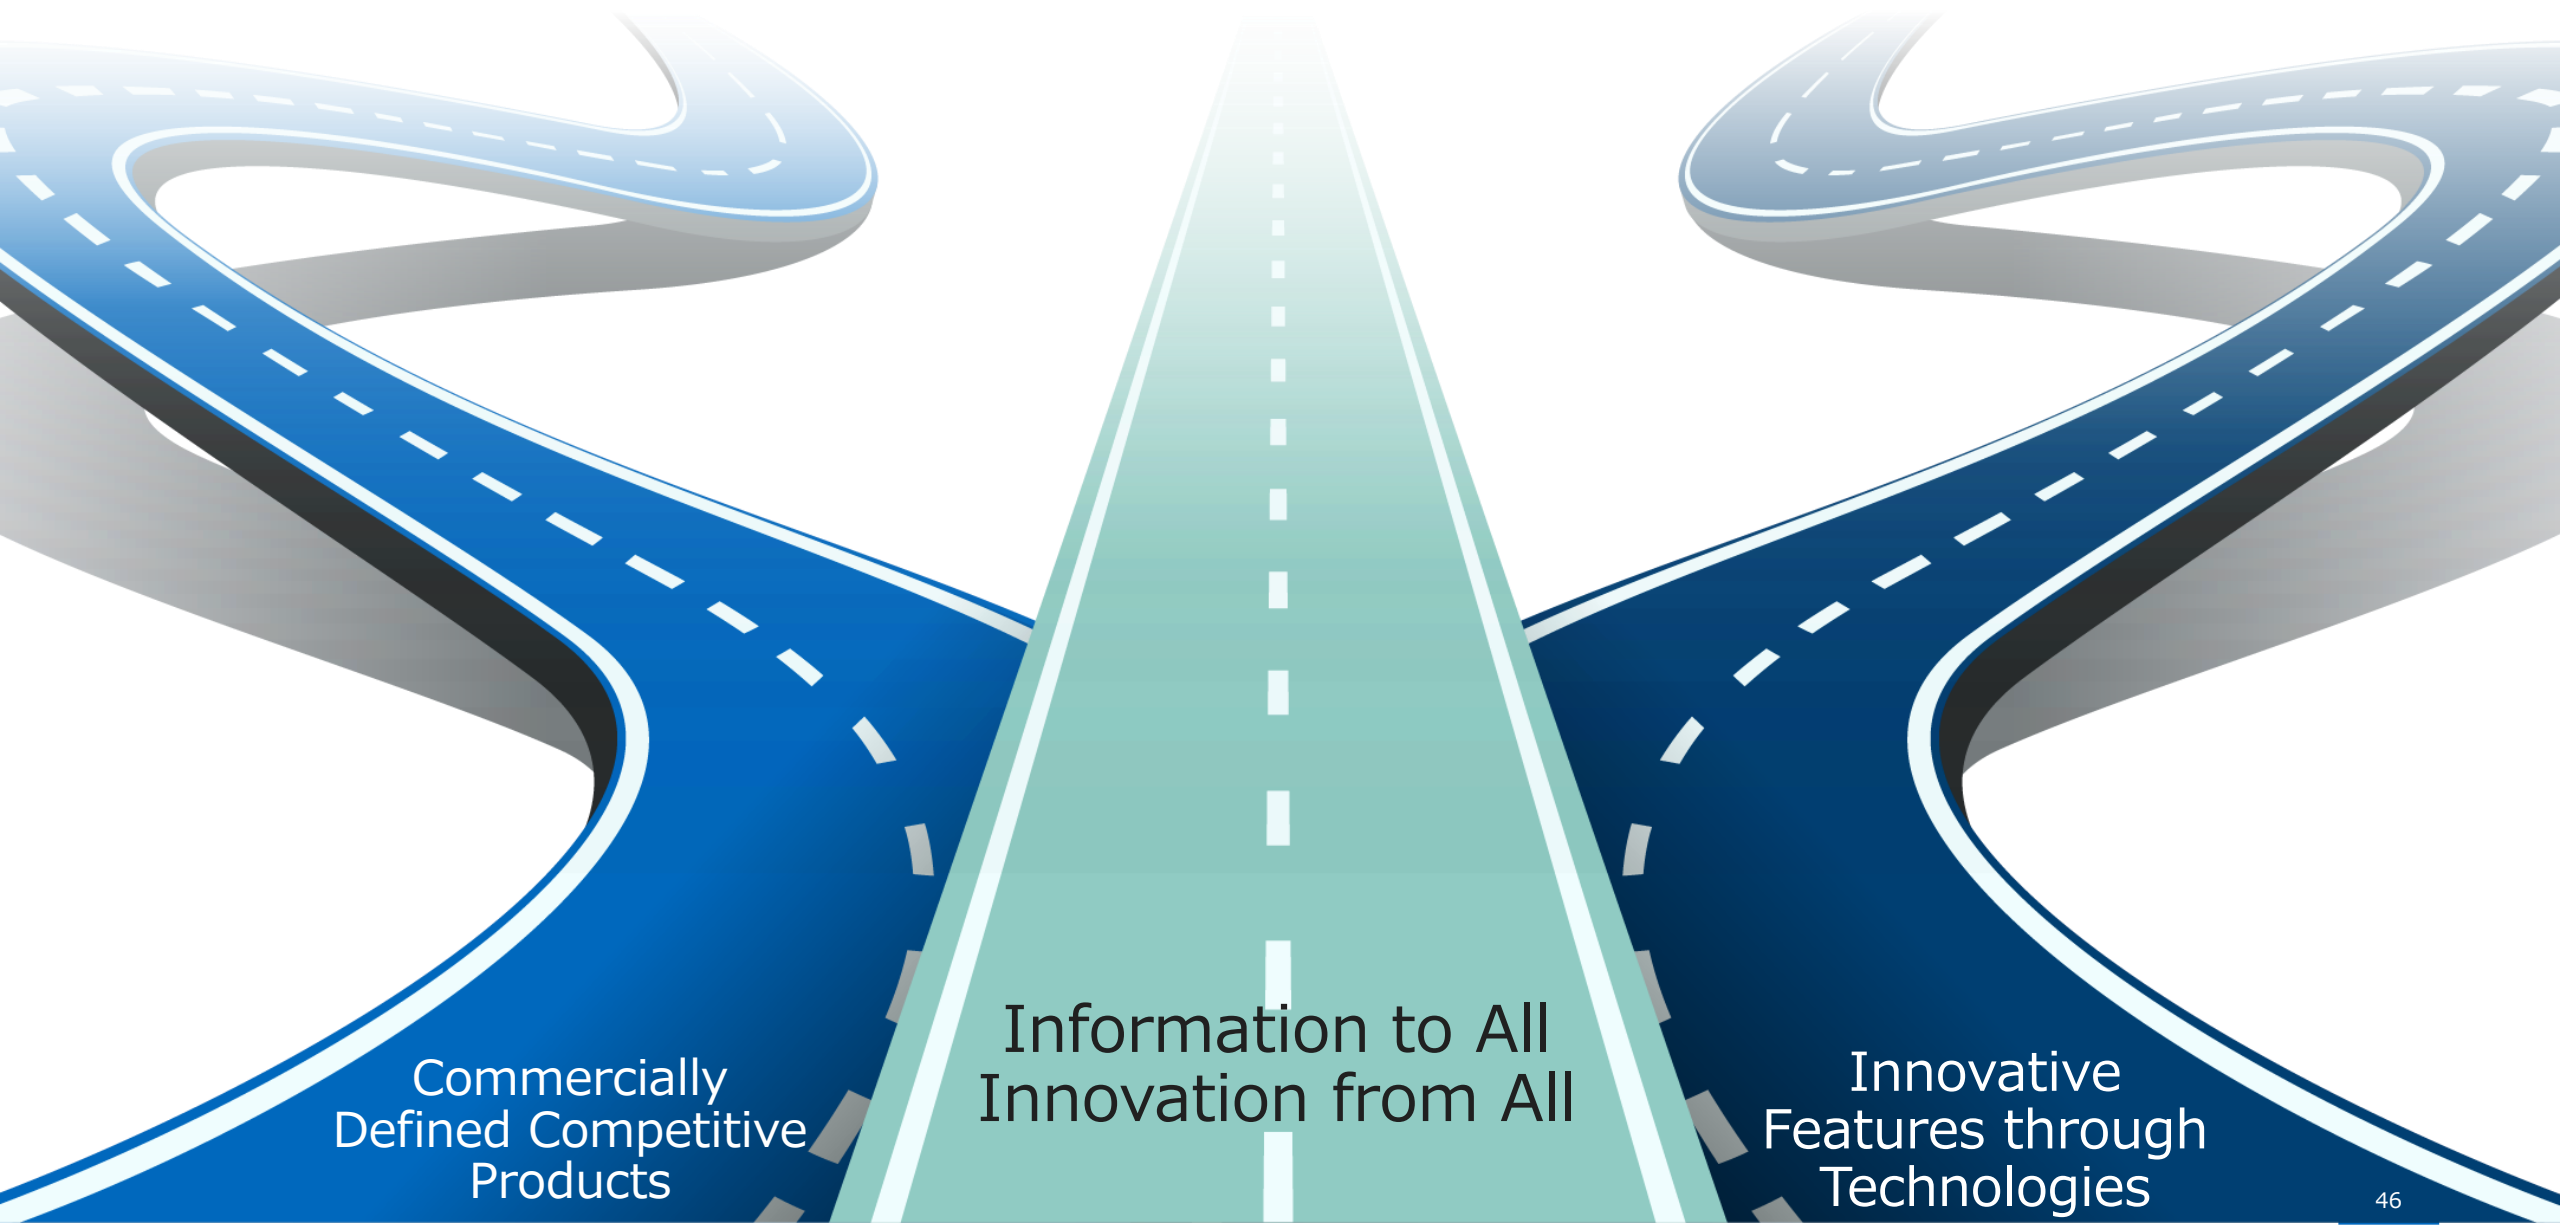 Commercially
Defined Competitive
Products
Information to All
Innovation from All
Innovative
Features through
Technologies
46